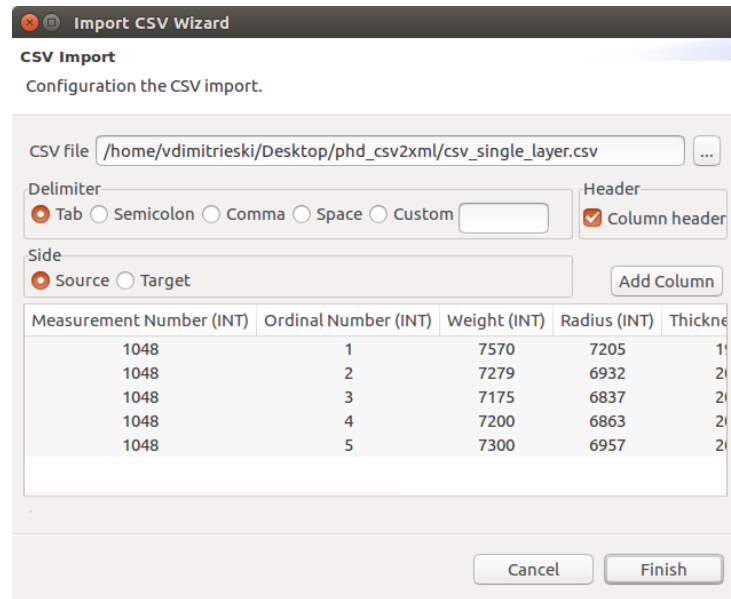 Import CSV Wizard
CSV Import
Configuration the CSV import.
CSV file /home/vdimitrieski/Desktop/phd_csv2xml/csv_single_layer.csv ...
Delimiter Header
Tab Semicolon Comma Space Custom Column header
Side
Source Target Add Column
Measurement Number (INT) Ordinal Number (INT) Weight (INT) Radius (INT)
1048 1 7570 7205
1048 2 7279 6932
1048 3 7175 6837
1048 4 7200 6863
1048 5 7300 6957
Cancel Finish